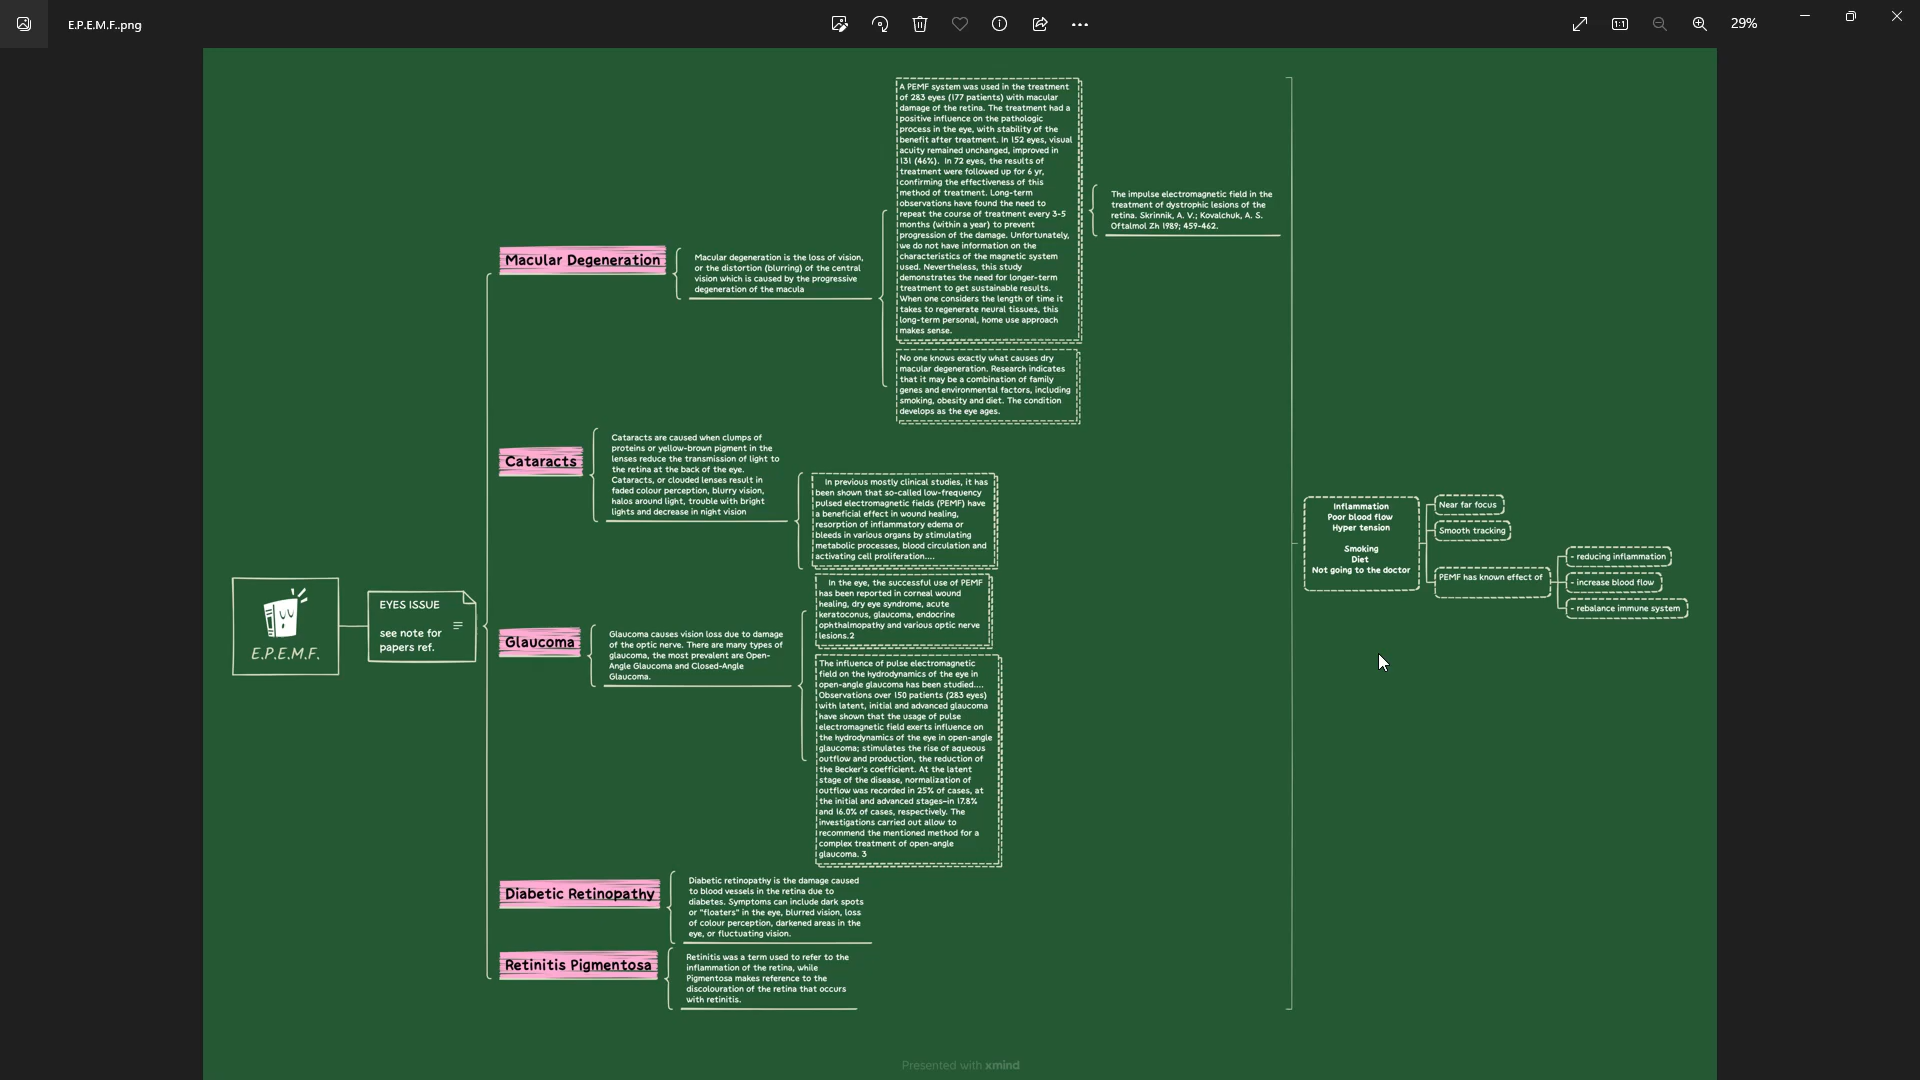 E.P.E.M.F..png
29%
A PEMF system was used in the treatment
of 283 eyes (177 patients) with macular
damage of the retina. The treatment had a
positive influence on the pathologic
process in the eye, with stability of the
benefit after treatment. In 152 eyes, visual
acuity remained unchanged, improved in
131 (46%). In 72 eyes, the results of
treatment were followed up for 6 yr,
confirming the effectiveness of this
method of treatment. Long-term
observations have found the need to
repeat the course of treatment every 3-5
months (within a year) to prevent
progression of the damage. Unfortunately,
we do not have information on the
characteristics of the magnetic system
used. Nevertheless, this study
demonstrates the need for longer-term
treatment to get sustainable results.
When one considers the length of time it
takes to regenerate neural tissues, this
long-term personal, home use approach
makes sense.
The impulse electromagnetic field in the
treatment of dystrophic lesions of the
retina. Skrinnik, A. V.; Kovalchuk, A. S.
Oftalmol Zh 1989; 459-462.
Macular Degeneration
Macular degeneration is the loss of vision,
or the distortion (blurring) of the central
vision which is caused by the progressive
degeneration of the macula
No one knows exactly what causes dry
macular degeneration. Research indicates
that it may be a combination of family
genes and environmental factors, including
smoking, obesity and diet. The condition
develops as the eye ages.
Cataracts
Cataracts are caused when clumps of
proteins or yellow-brown pigment in the
lenses reduce the transmission of light to
the retina at the back of the eye.
Cataracts, or clouded lenses result in
faded colour perception, blurry vision,
halos around light, trouble with bright
lights and decrease in night vision
In previous mostly clinical studies, it has
been shown that so-called low-frequency
pulsed electromagnetic fields (PEMF) have
a beneficial effect in wound healing,
resorption of inflammatory edema or
bleeds in various organs by stimulating
metabolic processes, blood circulation and
activating cell proliferation....
Inflammation
Poor blood flow
Hyper tension
Smoking
Diet
Not going to the doctor
Near far focus
Smooth tracking
PEMF has known effect of
- reducing inflammation
- increase blood flow
- rebalance immune system
E.P.E.M.F.
EYES ISSUE
see note for
papers ref.
Glaucoma
Glaucoma causes vision loss due to damage
of the optic nerve. There are many types of
glaucoma, the most prevalent are Open-
Angle Glaucoma and Closed-Angle
Glaucoma.
In the eye, the successful use of PEMF
has been reported in corneal wound
healing, dry eye syndrome, acute
keratoconus, glaucoma, endocrine
ophthalmopathy and various optic nerve
lesions.2
The influence of pulse electromagnetic
field on the hydrodynamics of the eye in
open-angle glaucoma has been studied....
Observations over 150 patients (283 eyes)
with latent, initial and advanced glaucoma
have shown that the usage of pulse
electromagnetic field exerts influence on
the hydrodynamics of the eye in open-angle
glaucoma; stimulates the rise of aqueous
outflow and production, the reduction of
the Becker's coefficient. At the latent
stage of the disease, normalization of
outflow was recorded in 25% of cases, at
the initial and advanced stages-in 17.8%
and 16.0% of cases, respectively. The
investigations carried out allow to
recommend the mentioned method for a
complex treatment of open-angle
glaucoma. 3
Diabetic Retinopathy
Diabetic retinopathy is the damage caused
to blood vessels in the retina due to
diabetes. Symptoms can include dark spots
or "floaters" in the eye, blurred vision, loss
of colour perception, darkened areas in the
eye, or fluctuating vision.
Retinitis Pigmentosa
Retinitis was a term used to refer to the
inflammation of the retina, while
Pigmentosa makes reference to the
discolouration of the retina that occurs
with retinitis.
Presented with xmind